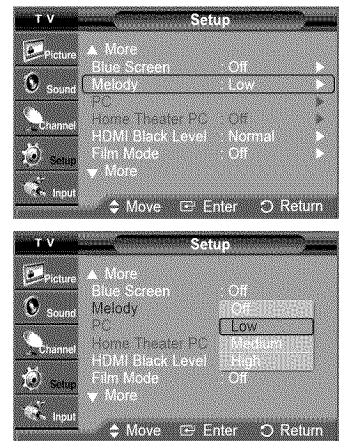 T V
Setup
Picture
Sound
Channel
Setup
Input
▲ More
Blue Screen : Off ▶
Melody : Low ▶
PC ▶
Home Theater PC : Off ▶
HDMI Black Level : Normal ▶
Film Mode : Off ▶
▼ More
Move Enter Return
T V
Setup
Picture
Sound
Channel
Setup
Input
▲ More
Blue Screen : Off
Melody : Off
PC Low
Home Theater PC Medium
HDMI Black Level High
Film Mode : Off
▼ More
Move Enter Return